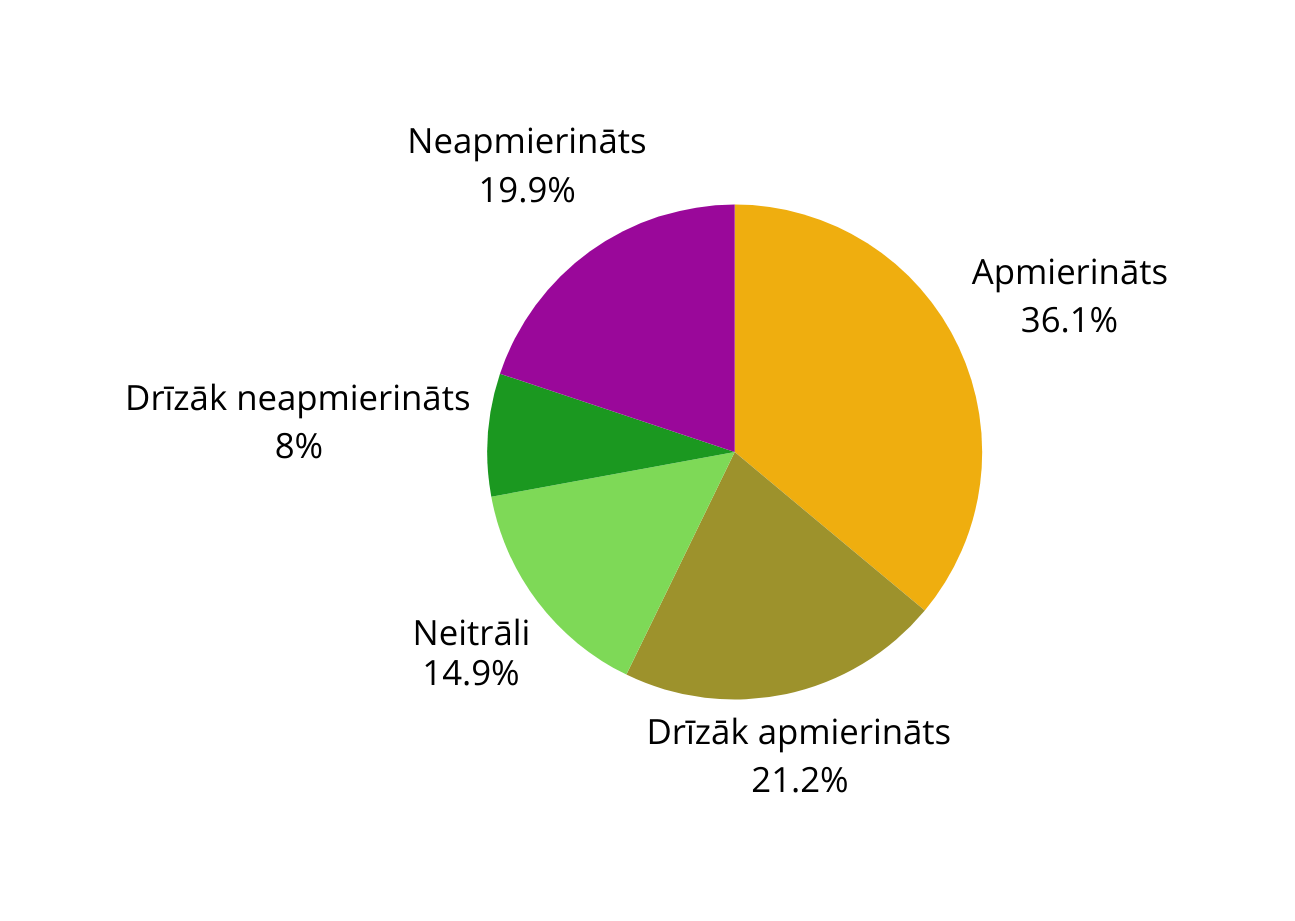 Neapmierināts
19.9%
Apmierināts
36.1%
Drīzāk neapmierināts
8%
Neitrāli
14.9%
Drīzāk apmierināts
21.2%